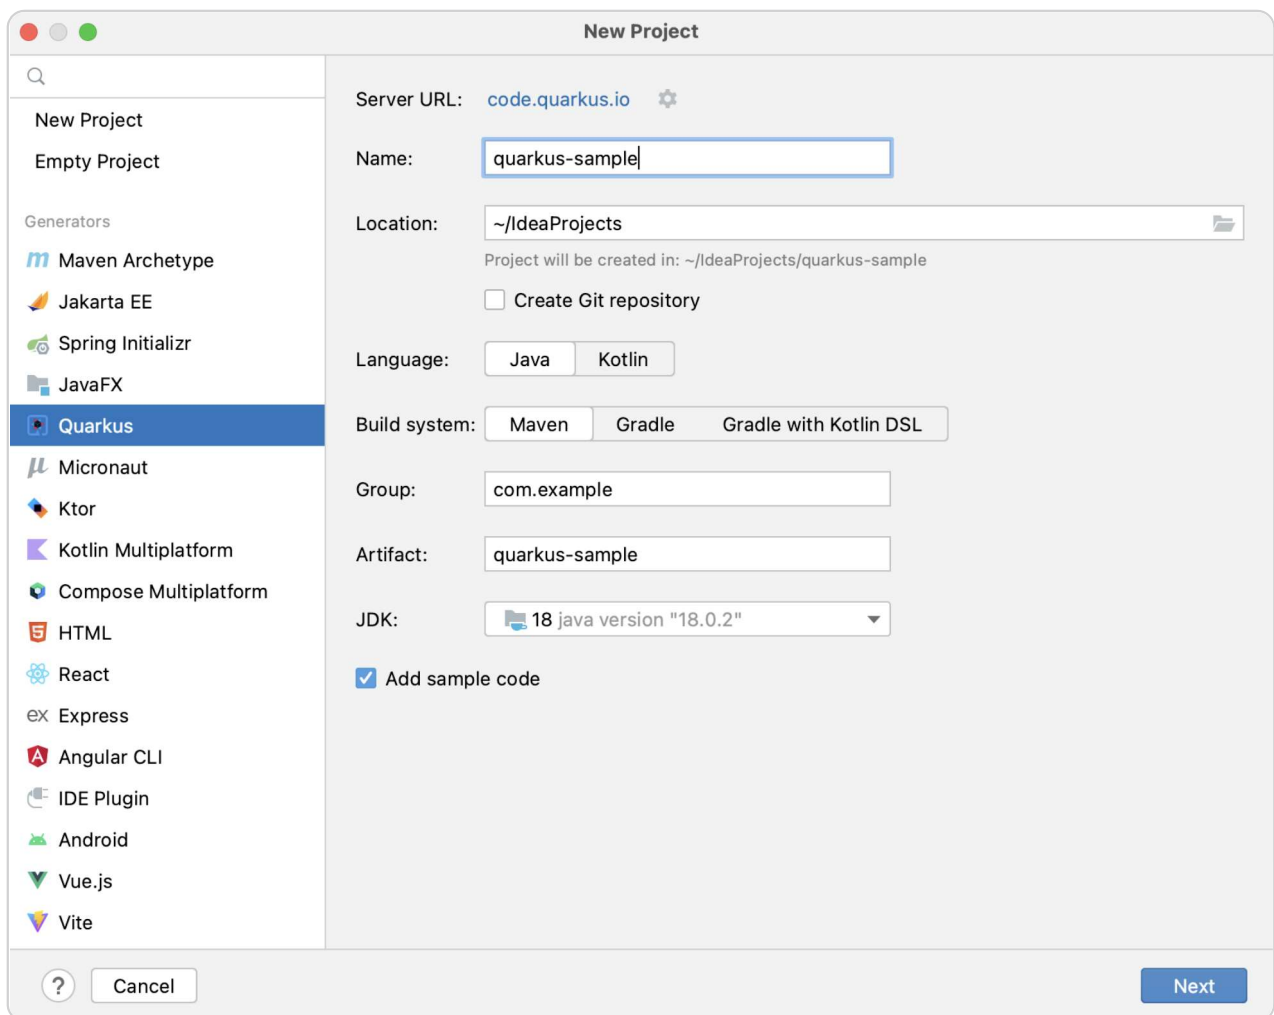 New Project
New Project
Empty Project
Generators
Maven Archetype
Jakarta EE
Spring Initializr
JavaFX
Quarkus
Micronaut
Ktor
Kotlin Multiplatform
Compose Multiplatform
HTML
React
ex Express
Angular CLI
IDE Plugin
Android
Vue.js
Vite
Server URL: code.quarkus.io
Name: quarkus-sample
Location: ~/IdeaProjects
Project will be created in: ~/IdeaProjects/quarkus-sample
Create Git repository
Language: Java Kotlin
Build system: Maven Gradle Gradle with Kotlin DSL
Group: com.example
Artifact: quarkus-sample
JDK: 18 java version "18.0.2"
Add sample code
? Cancel Next